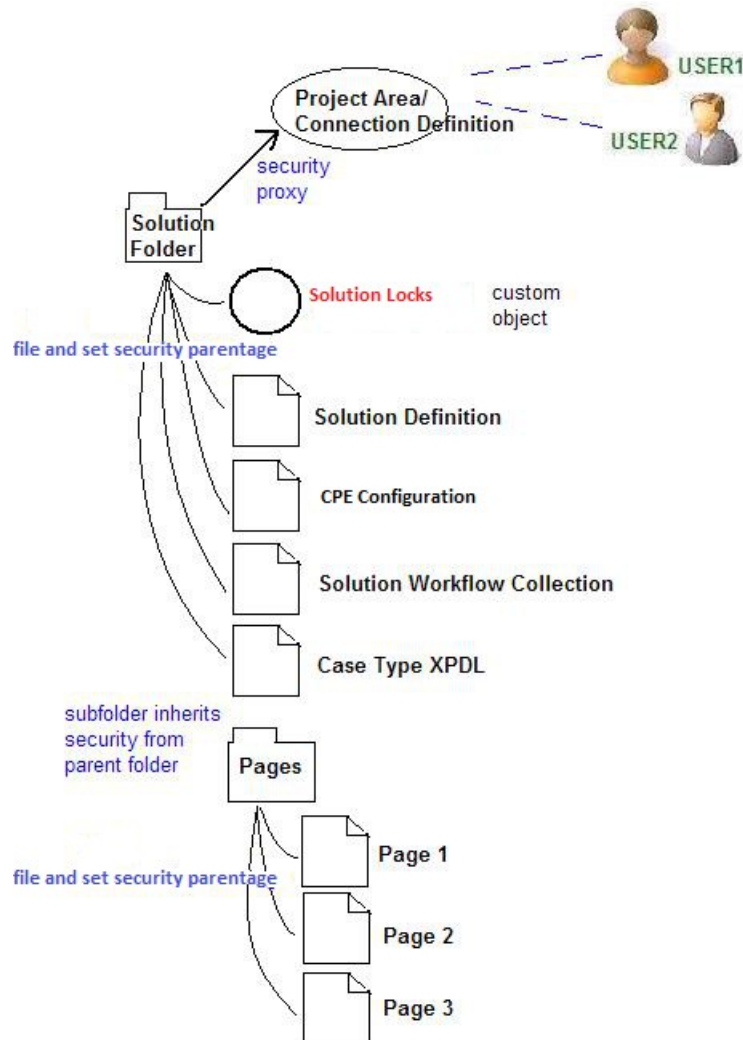 USER1
Project Area/
Connection Definition
USER2
security
proxy
Solution
Folder
Solution Locks
custom
object
file and set security parentage
Solution Definition
CPE Configuration
Solution Workflow Collection
Case Type XPDL
subfolder inherits
security from
parent folder
Pages
Page 1
file and set security parentage
Page 2
Page 3